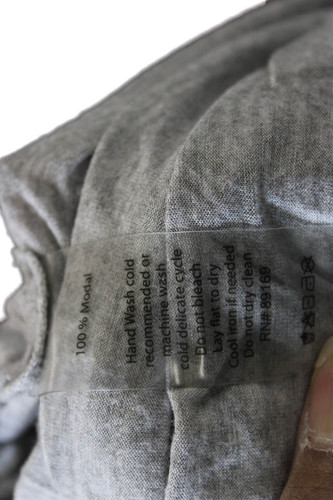 100% Modal
Hand Wash cold
recommended or
machine wash
cold delicate cycle
Do not bleach
Lay flat to dry
Cool iron if needed
Do not dry clean
RN# 89169